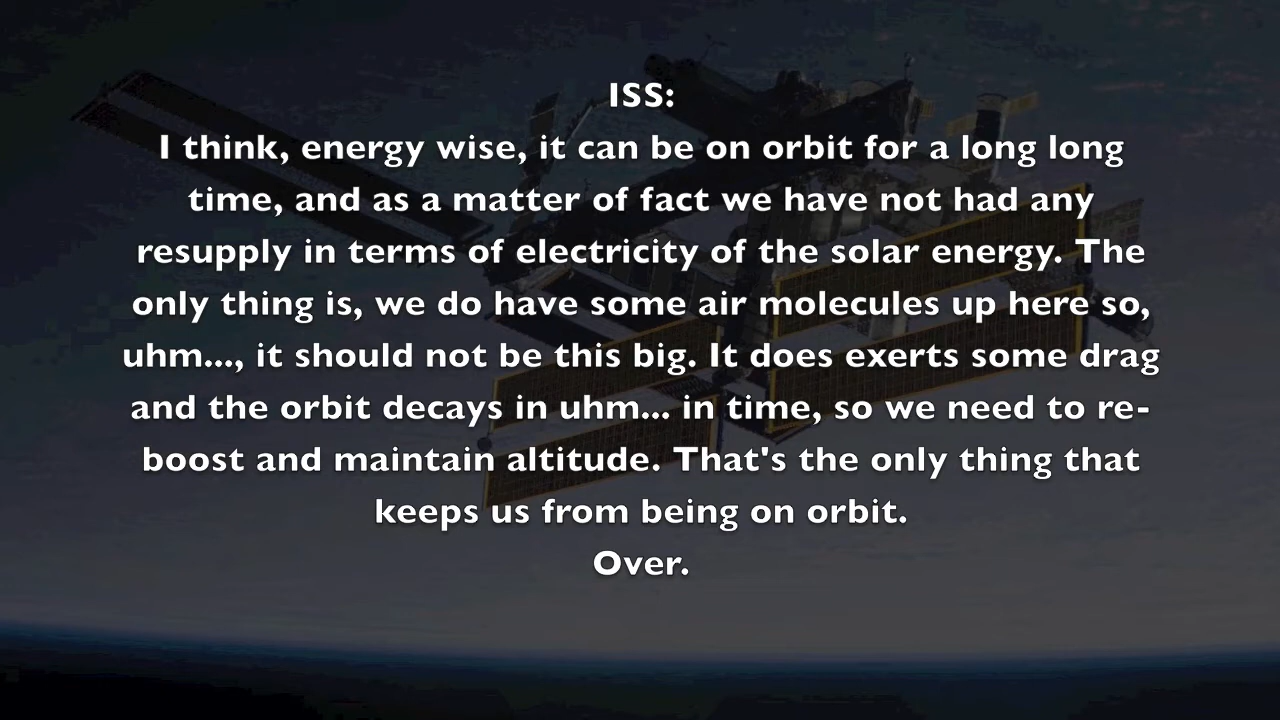 ISS:
I think, energy wise, it can be on orbit for a long long
time, and as a matter of fact we have not had any
resupply in terms of electricity of the solar energy. The
only thing is, we do have some air molecules up here so,
uhm..., it should not be this big. It does exerts some drag
and the orbit decays in uhm... in time, so we need to re-
boost and maintain altitude. That's the only thing that
keeps us from being on orbit.
Over.